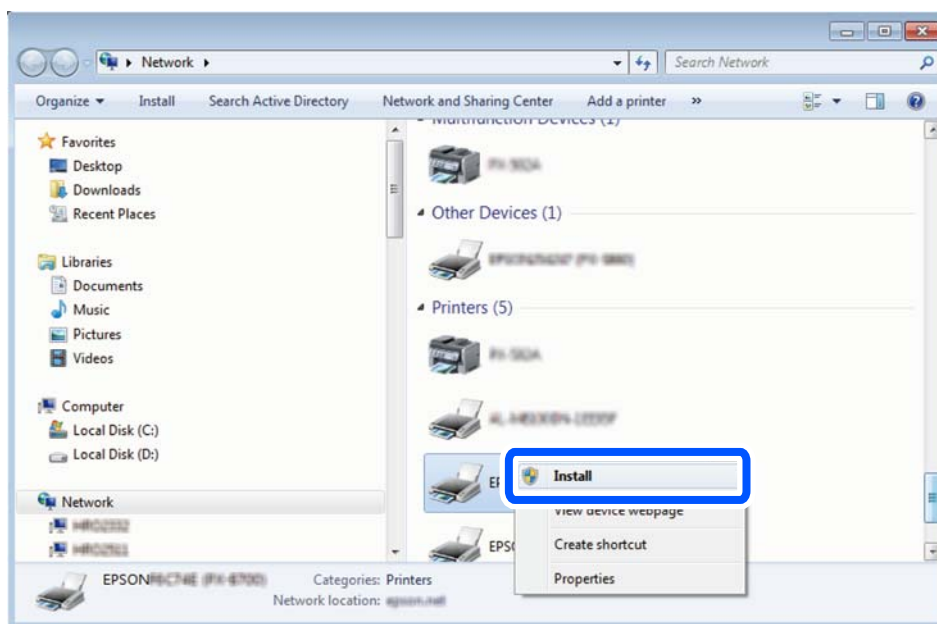 Network
Search Network
Organize
Install
Search Active Directory
Network and Sharing Center
Add a printer
»
Favorites
Desktop
Downloads
Recent Places
Libraries
Documents
Music
Pictures
Videos
Computer
Local Disk (C:)
Local Disk (D:)
Network
Multifunction Devices (1)
Other Devices (1)
Printers (5)
Install
View device webpage
Create shortcut
Properties
EPSON
Categories: Printers
Network location: